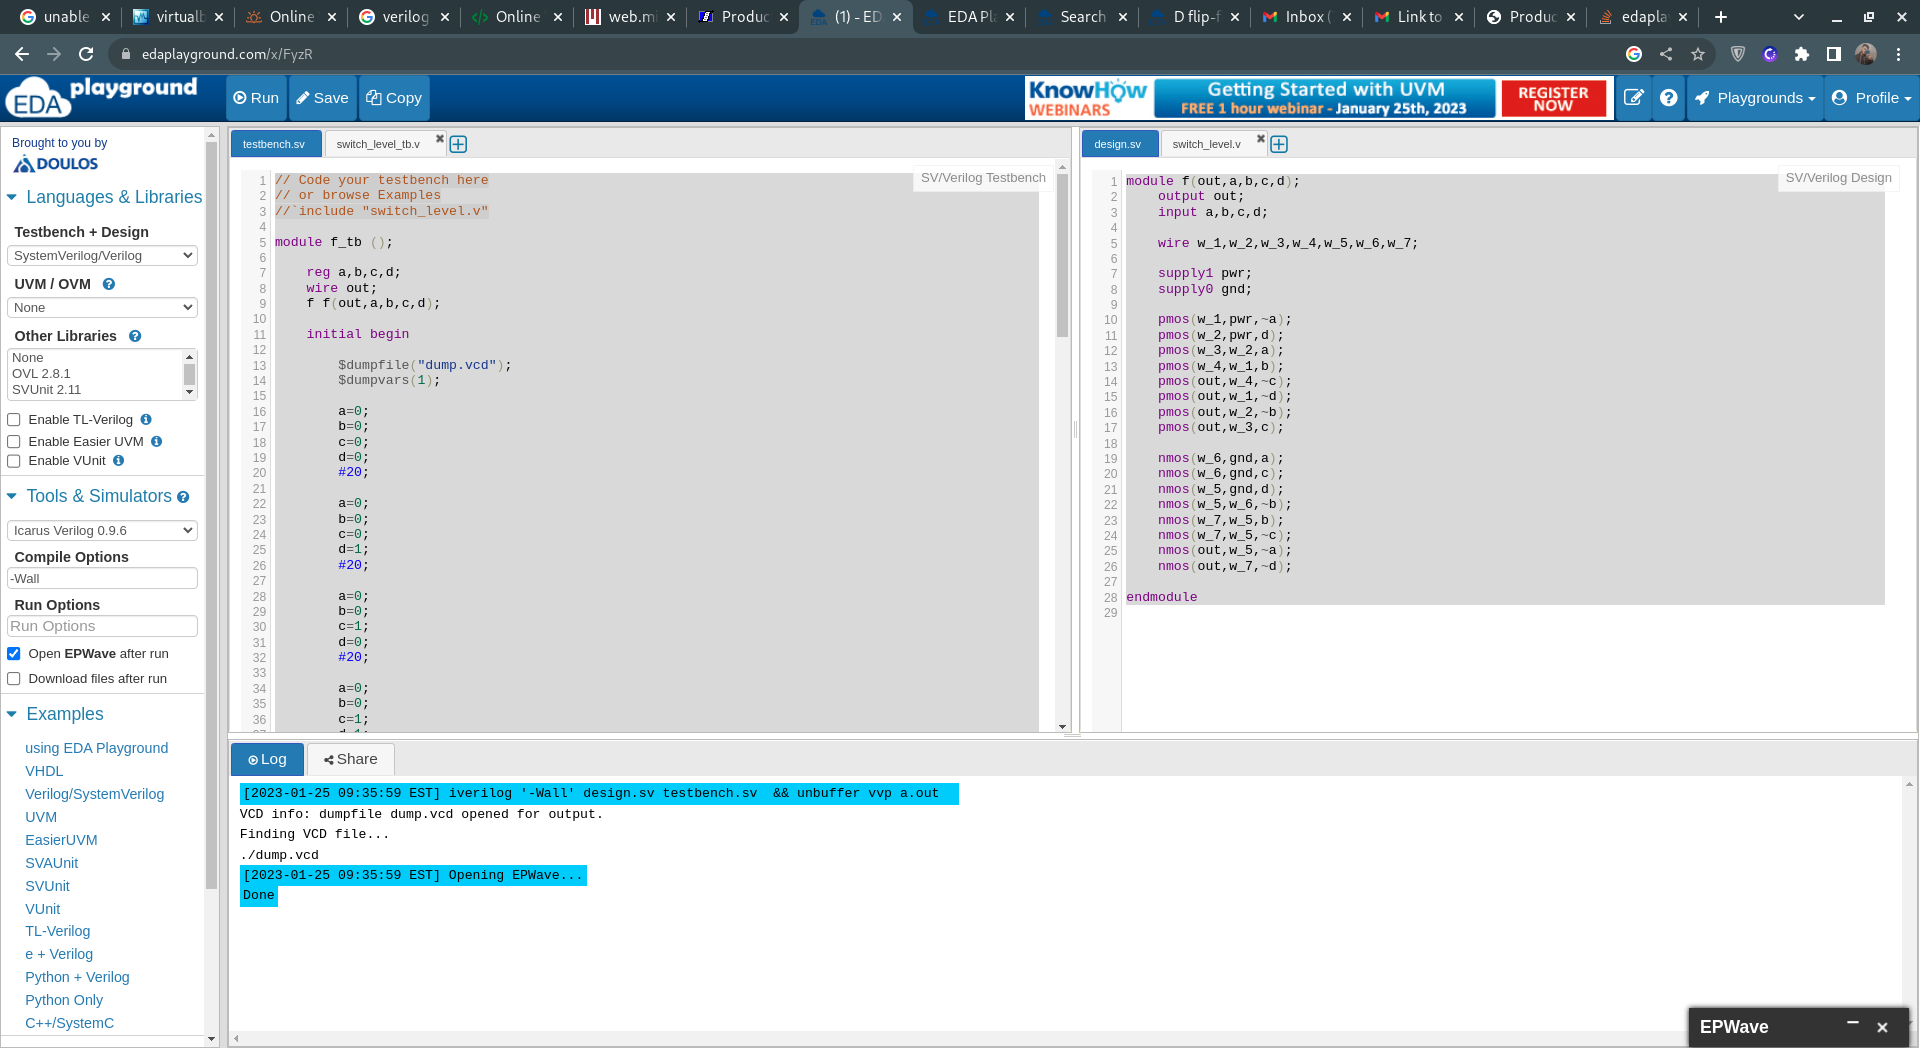 unable
virtualb
Online
verilog
Online
web.mi
Produc
(1) - ED
EDA Pla
Search
D flip-f
Inbox (
Link to
Produc
edapla
edaplayground.com/x/FyzR
EDA playground
Run
Save
Copy
KnowHow WEBINARS
Getting Started with UVM
FREE 1 hour webinar - January 25th, 2023
REGISTER NOW
Playgrounds
Profile
Brought to you by
DOULOS
Languages & Libraries
Testbench + Design
SystemVerilog/Verilog
UVM / OVM
None
Other Libraries
None
OVL 2.8.1
SVUnit 2.11
Enable TL-Verilog
Enable Easier UVM
Enable VUnit
Tools & Simulators
Icarus Verilog 0.9.6
Compile Options
-Wall
Run Options
Run Options
Open EPWave after run
Download files after run
Examples
using EDA Playground
VHDL
Verilog/SystemVerilog
UVM
EasierUVM
SVAUnit
SVUnit
VUnit
TL-Verilog
e + Verilog
Python + Verilog
Python Only
C++/SystemC
testbench.sv
switch_level_tb.v
SV/Verilog Testbench
1 // Code your testbench here
2 // or browse Examples
3 //`include "switch_level.v"
4
5 module f_tb ();
6
7 reg a,b,c,d;
8 wire out;
9 f f(out,a,b,c,d);
10
11 initial begin
12
13 $dumpfile("dump.vcd");
14 $dumpvars(1);
15
16 a=0;
17 b=0;
18 c=0;
19 d=0;
20 #20;
21
22 a=0;
23 b=0;
24 c=0;
25 d=1;
26 #20;
27
28 a=0;
29 b=0;
30 c=1;
31 d=0;
32 #20;
33
34 a=0;
35 b=0;
36 c=1;
37 d=1;
design.sv
switch_level.v
SV/Verilog Design
1 module f(out,a,b,c,d);
2 output out;
3 input a,b,c,d;
4
5 wire w_1,w_2,w_3,w_4,w_5,w_6,w_7;
6
7 supply1 pwr;
8 supply0 gnd;
9
10 pmos(w_1,pwr,~a);
11 pmos(w_2,pwr,d);
12 pmos(w_3,w_2,a);
13 pmos(w_4,w_1,b);
14 pmos(out,w_4,~c);
15 pmos(out,w_1,~d);
16 pmos(out,w_2,~b);
17 pmos(out,w_3,c);
18
19 nmos(w_6,gnd,a);
20 nmos(w_6,gnd,c);
21 nmos(w_5,gnd,d);
22 nmos(w_5,w_6,~b);
23 nmos(w_7,w_5,b);
24 nmos(w_7,w_5,~c);
25 nmos(out,w_5,~a);
26 nmos(out,w_7,~d);
27
28 endmodule
29
Log
Share
[2023-01-25 09:35:59 EST] iverilog '-Wall' design.sv testbench.sv && unbuffer vvp a.out
VCD info: dumpfile dump.vcd opened for output.
Finding VCD file...
./dump.vcd
[2023-01-25 09:35:59 EST] Opening EPWave...
Done
EPWave